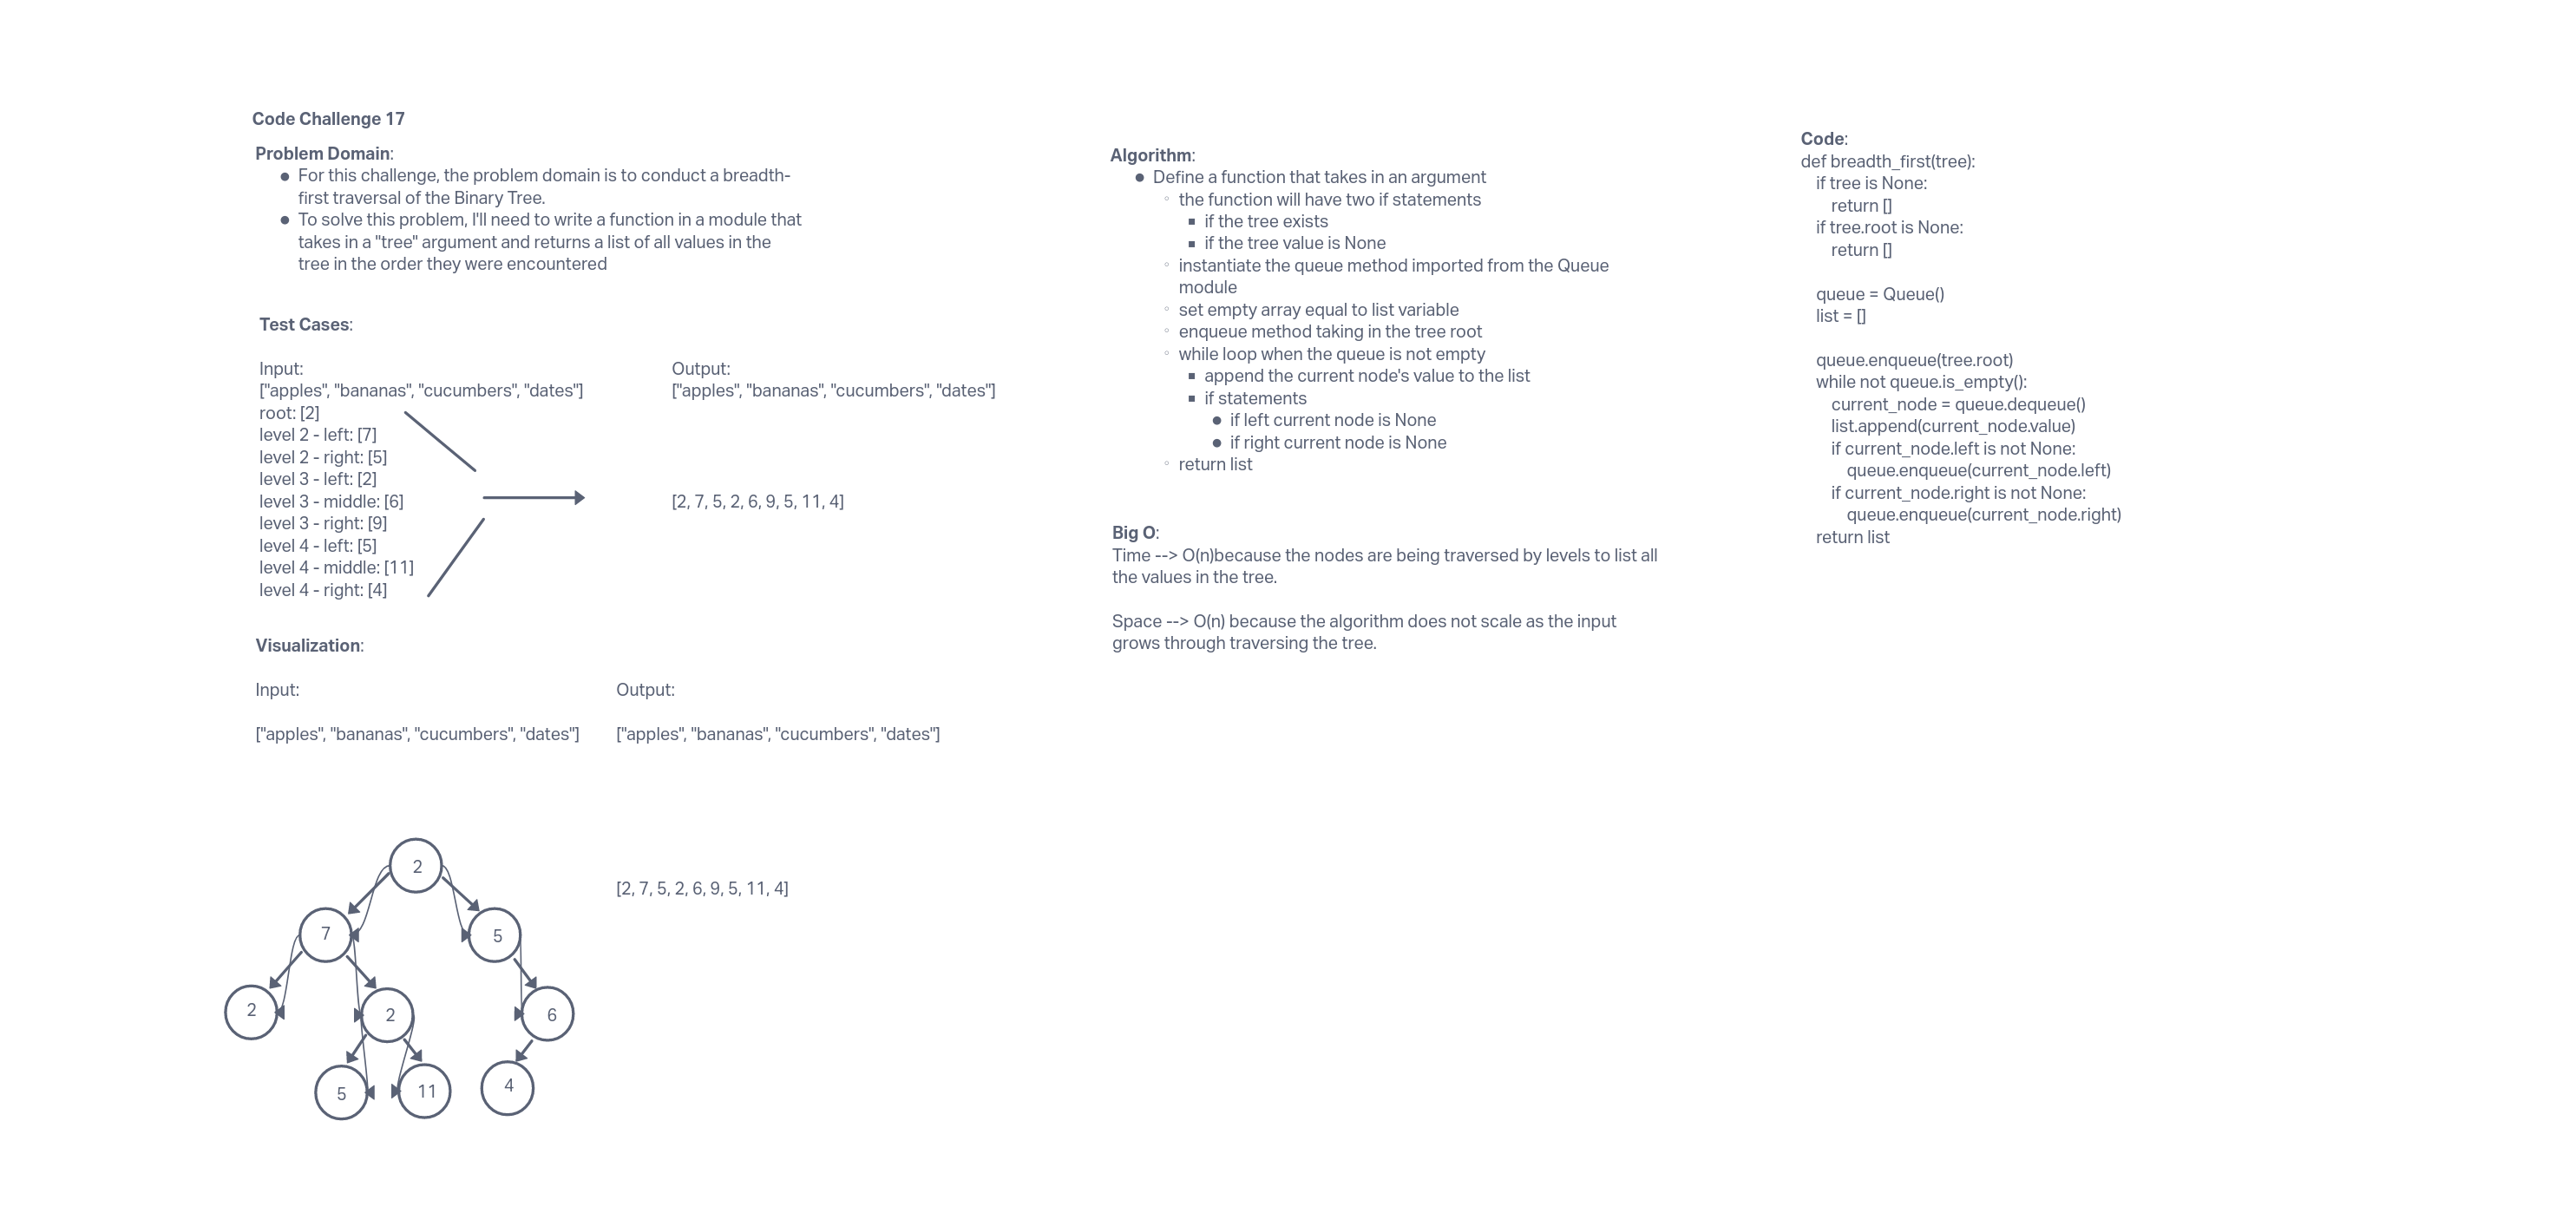 Code Challenge 17
Problem Domain:
● For this challenge, the problem domain is to conduct a breadth-
first traversal of the Binary Tree.
● To solve this problem, I'll need to write a function in a module that
takes in a "tree" argument and returns a list of all values in the
tree in the order they were encountered
Test Cases:
Input:
["apples", "bananas", "cucumbers", "dates"]
root: [2]
level 2 - left: [7]
level 2 - right: [5]
level 3 - left: [2]
level 3 - middle: [6]
level 3 - right: [9]
level 4 - left: [5]
level 4 - middle: [11]
level 4 - right: [4]
Output:
["apples", "bananas", "cucumbers", "dates"]
[2, 7, 5, 2, 6, 9, 5, 11, 4]
Visualization:
Input:
["apples", "bananas", "cucumbers", "dates"]
Output:
["apples", "bananas", "cucumbers", "dates"]
2
7
5
2
2
6
5
11
4
[2, 7, 5, 2, 6, 9, 5, 11, 4]
Algorithm:
● Define a function that takes in an argument
◦ the function will have two if statements
▪ if the tree exists
▪ if the tree value is None
◦ instantiate the queue method imported from the Queue
module
◦ set empty array equal to list variable
◦ enqueue method taking in the tree root
◦ while loop when the queue is not empty
▪ append the current node's value to the list
▪ if statements
● if left current node is None
● if right current node is None
◦ return list
Big O:
Time --> O(n)because the nodes are being traversed by levels to list all
the values in the tree.
Space --> O(n) because the algorithm does not scale as the input
grows through traversing the tree.
Code:
def breadth_first(tree):
if tree is None:
return []
if tree.root is None:
return []
queue = Queue()
list = []
queue.enqueue(tree.root)
while not queue.is_empty():
current_node = queue.dequeue()
list.append(current_node.value)
if current_node.left is not None:
queue.enqueue(current_node.left)
if current_node.right is not None:
queue.enqueue(current_node.right)
return list